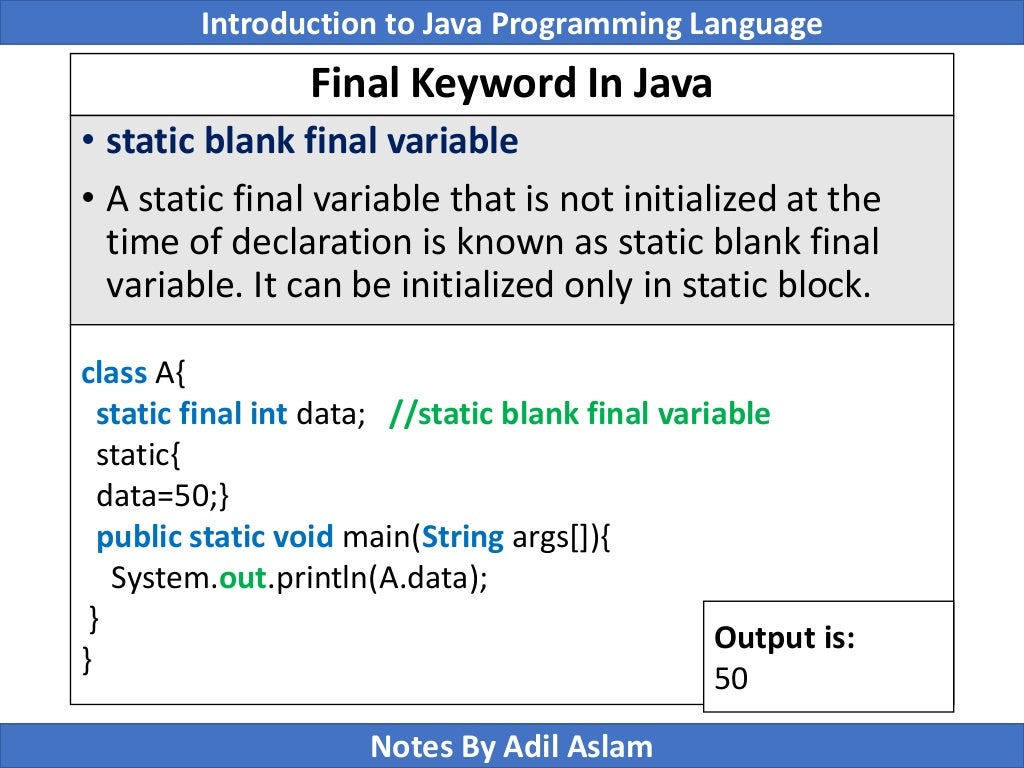 Introduction to Java Programming Language
Final Keyword In Java
• static blank final variable
• A static final variable that is not initialized at the
time of declaration is known as static blank final
variable. It can be initialized only in static block.
class A{
static final int data; //static blank final variable
static{
data=50;}
public static void main(String args[]){
System.out.println(A.data);
}
}
Output is:
50
Notes By Adil Aslam